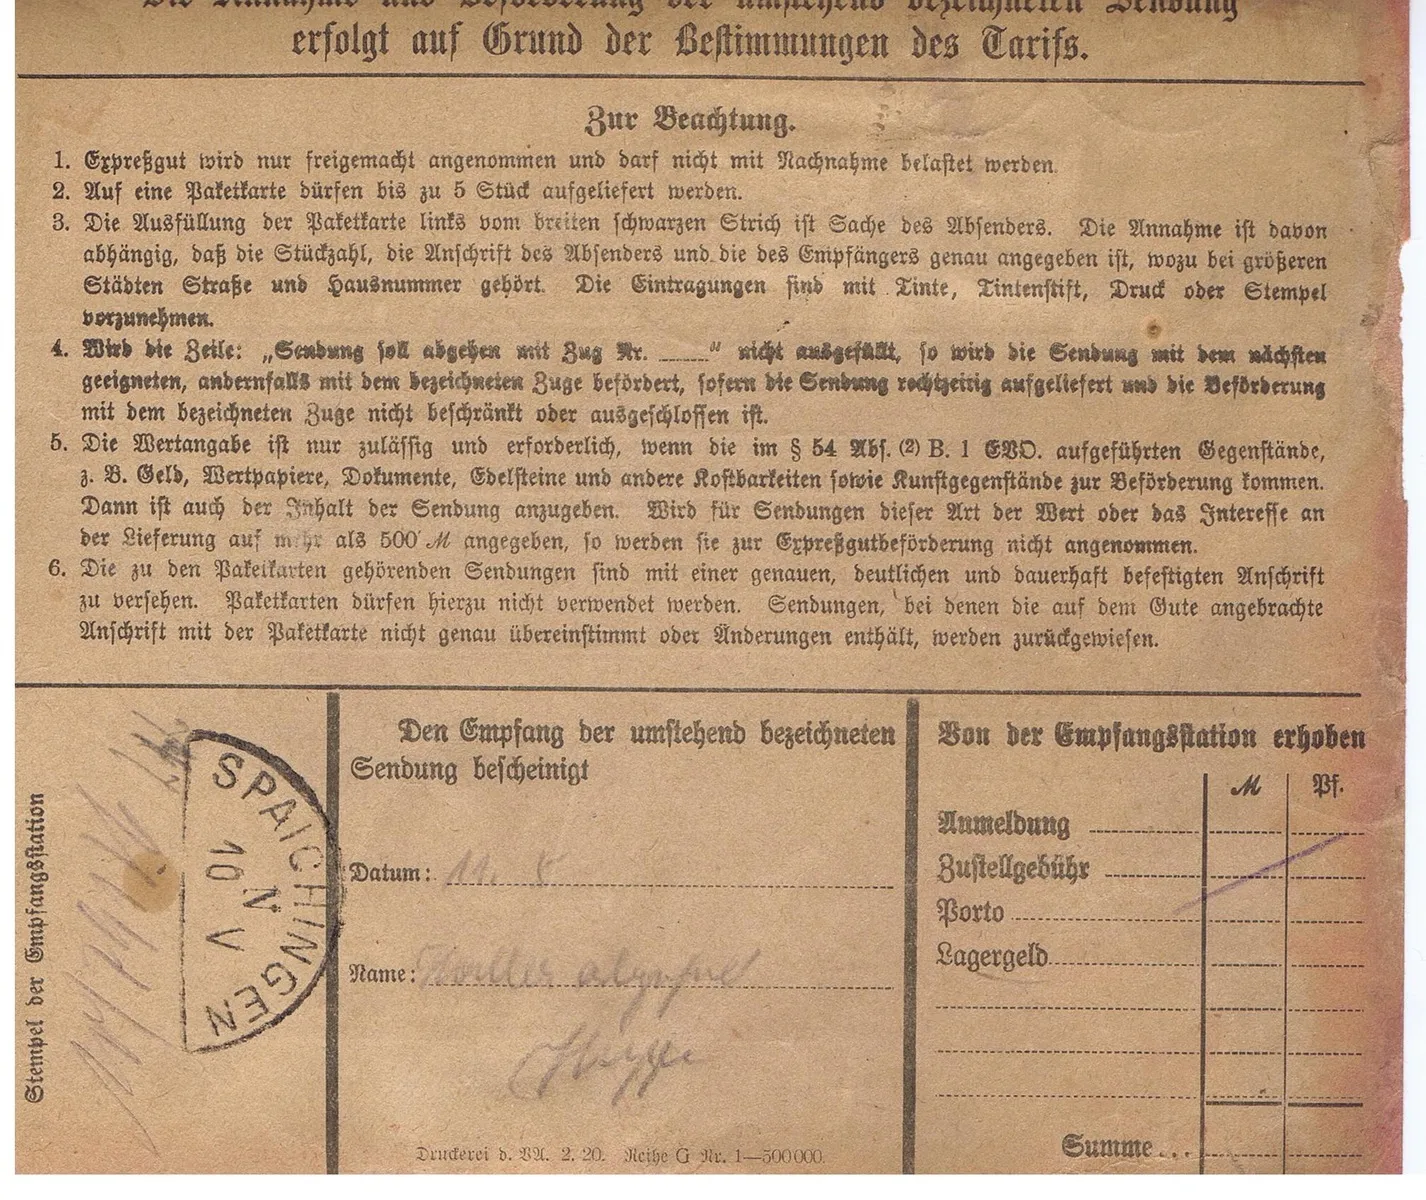 Die Annahme und Beförderung der umstehend bezeichneten Sendung
erfolgt auf Grund der Bestimmungen des Tarifs.
Zur Beachtung.
1. Expreßgut wird nur freigemacht angenommen und darf nicht mit Nachnahme belastet werden.
2. Auf eine Paketkarte dürfen bis zu 5 Stück aufgeliefert werden.
3. Die Ausfüllung der Paketkarte links vom breiten schwarzen Strich ist Sache des Absenders. Die Annahme ist davon
abhängig, daß die Stückzahl, die Anschrift des Absenders und die des Empfängers genau angegeben ist, wozu bei größeren
Städten Straße und Hausnummer gehört. Die Eintragungen sind mit Tinte, Tintenstift, Druck oder Stempel
vorzunehmen.
4. Wird die Zeile: „Sendung soll abgehen mit Zug Nr. ____“ nicht ausgefüllt, so wird die Sendung mit dem nächsten
geeigneten, andernfalls mit dem bezeichneten Zuge befördert, sofern die Sendung rechtzeitig aufgeliefert und die Beförderung
mit dem bezeichneten Zuge nicht beschränkt oder ausgeschlossen ist.
5. Die Wertangabe ist nur zulässig und erforderlich, wenn die im § 54 Abs. (2) B. 1 EVO. aufgeführten Gegenstände,
z. B. Geld, Wertpapiere, Dokumente, Edelsteine und andere Kostbarkeiten sowie Kunstgegenstände zur Beförderung kommen.
Dann ist auch der Inhalt der Sendung anzugeben. Wird für Sendungen dieser Art der Wert oder das Interesse an
der Lieferung auf mehr als 500 M angegeben, so werden sie zur Expreßgutbeförderung nicht angenommen.
6. Die zu den Paketkarten gehörenden Sendungen sind mit einer genauen, deutlichen und dauerhaft befestigten Anschrift
zu versehen. Paketkarten dürfen hierzu nicht verwendet werden. Sendungen, bei denen die auf dem Gute angebrachte
Anschrift mit der Paketkarte nicht genau übereinstimmt oder Änderungen enthält, werden zurückgewiesen.
Stempel der Empfangsstation
SPAICHINGEN
10 N
V
Den Empfang der umstehend bezeichneten
Sendung bescheinigt
Datum: 11. 5
Name:
Druckerei d. VA. 2. 20. Reihe G Nr. 1—500000.
Von der Empfangsstation erhoben
M Pf.
Anmeldung
Zustellgebühr
Porto
Lagergeld
Summe